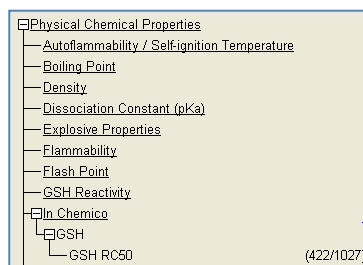 Physical Chemical Properties
Autoflammability / Self-ignition Temperature
Boiling Point
Density
Dissociation Constant (pKa)
Explosive Properties
Flammability
Flash Point
GSH Reactivity
In Chemico
GSH
GSH RC50 (422/1027)